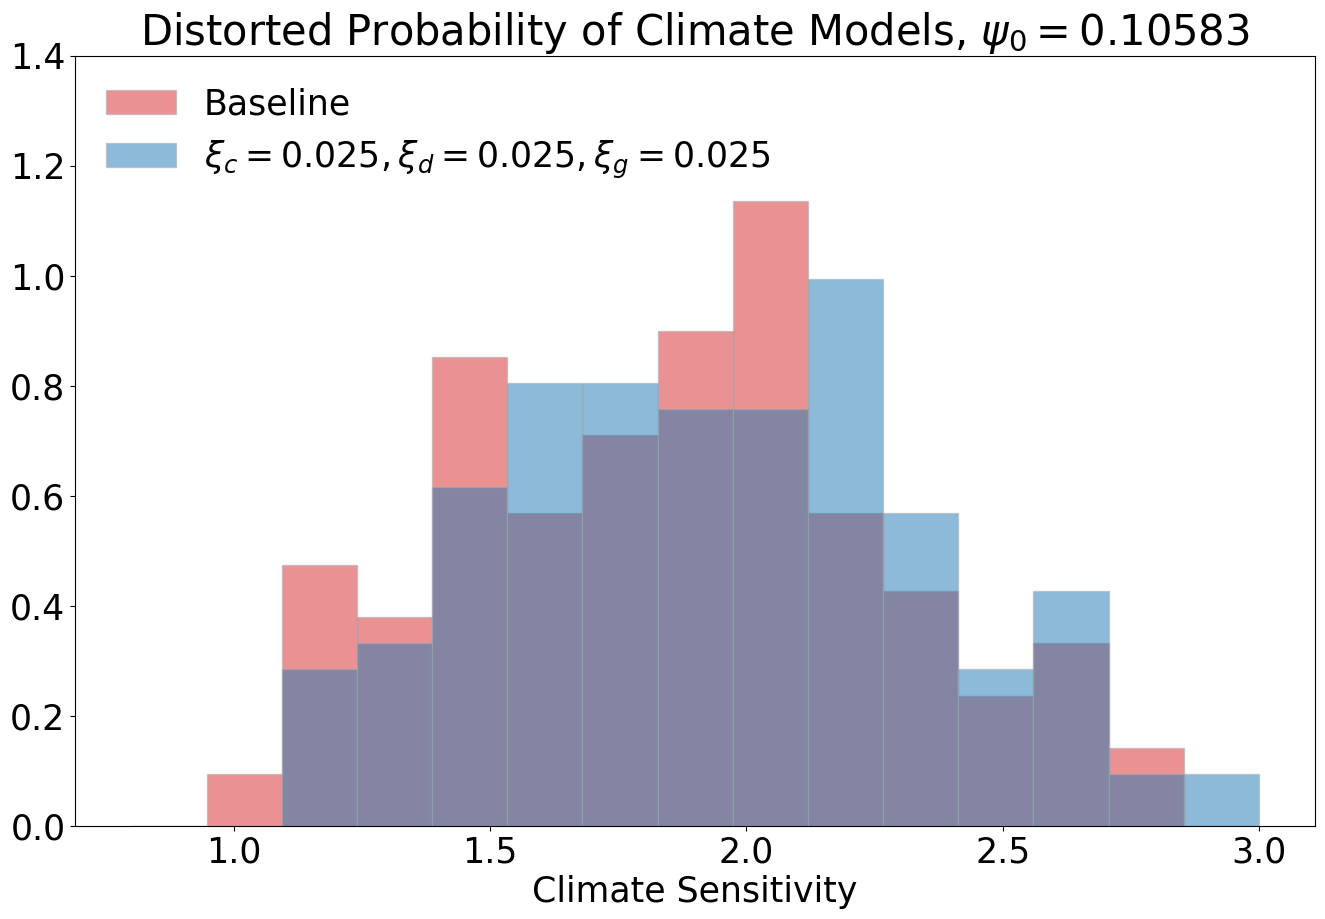 Distorted Probability of Climate Models, ψ₀ = 0.10583
1.4
Baseline
ξ_c = 0.025, ξ_d = 0.025, ξ_g = 0.025
1.2
1.0
0.8
0.6
0.4
0.2
0.0
1.0 1.5 2.0 2.5 3.0
Climate Sensitivity